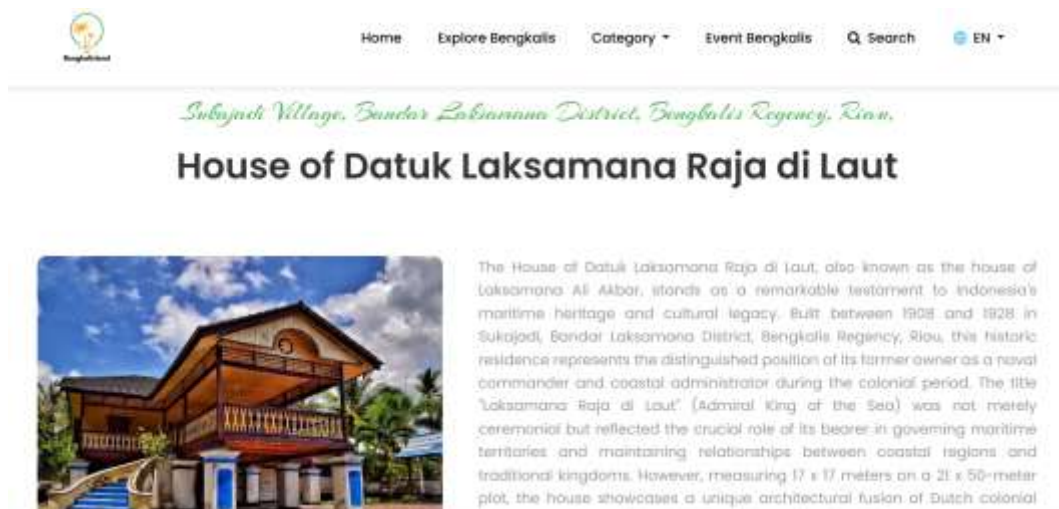 Home Explore Bengkalis Category Event Bengkalis Search EN
Bengkalisland
Sukajadi Village, Bandar Laksamana District, Bengkalis Regency, Riau.
House of Datuk Laksamana Raja di Laut
The House of Datuk Laksamana Raja di Laut, also known as the house of
Laksamana Ali Akbar, stands as a remarkable testament to Indonesia's
maritime heritage and cultural legacy. Built between 1908 and 1928 in
Sukajadi, Bandar Laksamana District, Bengkalis Regency, Riau, this historic
residence represents the distinguished position of its former owner as a naval
commander and coastal administrator during the colonial period. The title
"Laksamana Raja di Laut" (Admiral King of the Sea) was not merely
ceremonial but reflected the crucial role of its bearer in governing maritime
territories and maintaining relationships between coastal regions and
traditional kingdoms. However, measuring 17 x 17 meters on a 21 x 50-meter
plot, the house showcases a unique architectural fusion of Dutch colonial